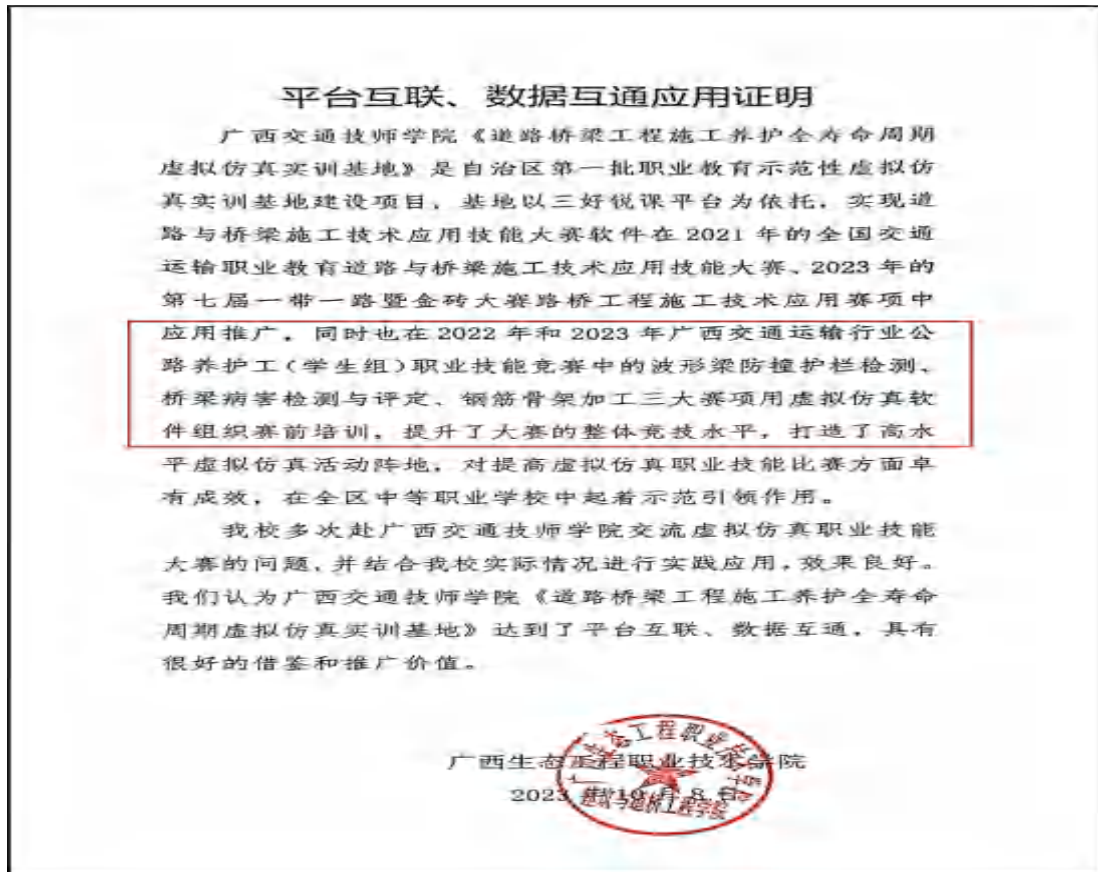 平台互联、数据互通应用证明
广西交通技师学院《道路桥梁工程施工养护全寿命周期
虚拟仿真实训基地》是自治区第一批职业教育示范性虚拟仿
真实训基地建设项目，基地以三好悦课平台为依托，实现道
路与桥梁施工技术应用技能大赛软件在 2021 年的全国交通
运输职业教育道路与桥梁施工技术应用技能大赛、2023 年的
第七届一带一路暨金砖大赛路桥工程施工技术应用赛项中
应用推广，同时也在 2022 年和 2023 年广西交通运输行业公
路养护工（学生组）职业技能竞赛中的波形梁防撞护栏检测、
桥梁病害检测与评定、钢筋骨架加工三大赛项用虚拟仿真软
件组织赛前培训，提升了大赛的整体竞技水平，打造了高水
平虚拟仿真活动阵地，对提高虚拟仿真职业技能比赛方面卓
有成效，在全区中等职业学校中起着示范引领作用。
我校多次赴广西交通技师学院交流虚拟仿真职业技能
大赛的问题，并结合我校实际情况进行实践应用，效果良好。
我们认为广西交通技师学院《道路桥梁工程施工养护全寿命
周期虚拟仿真实训基地》达到了平台互联、数据互通，具有
很好的借鉴和推广价值。
广西生态工程职业技术学院
2023 年 10 月 8 日